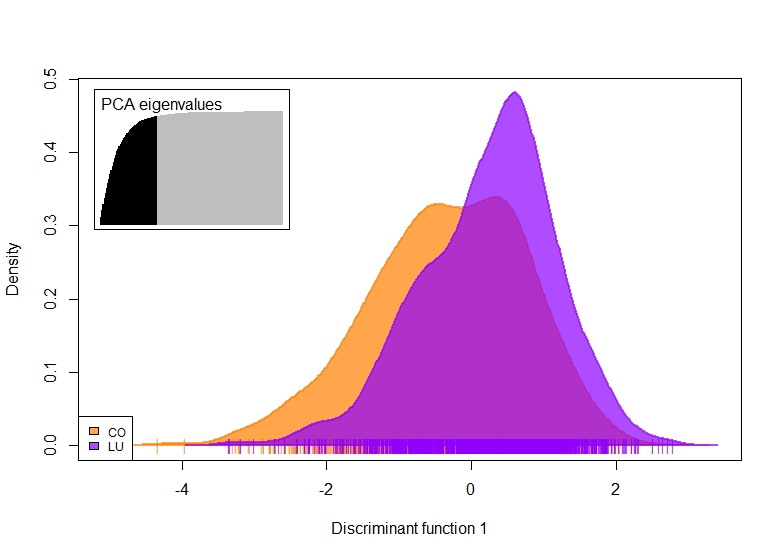 PCA eigenvalues
Density
0.5
0.4
0.3
0.2
0.1
0.0
CO
LU
-4 -2 0 2
Discriminant function 1